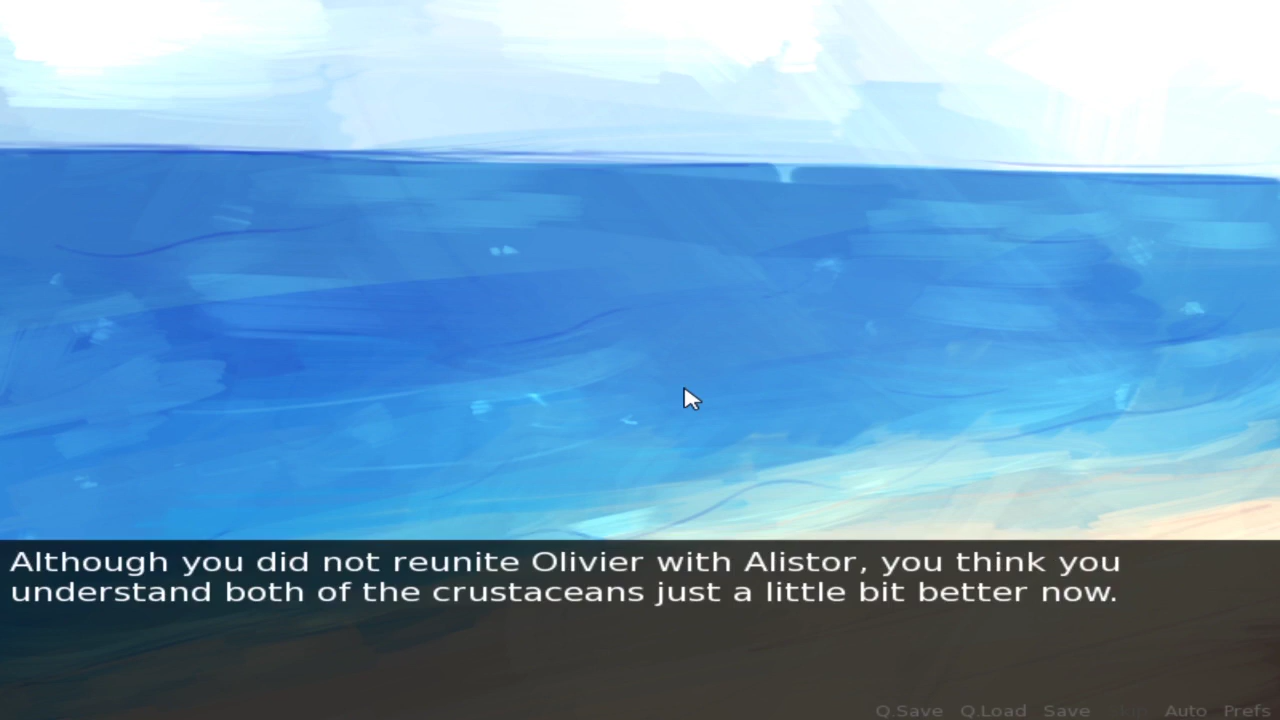 Although you did not reunite Olivier with Alistor, you think you
understand both of the crustaceans just a little bit better now.
Q.Save Q.Load Save Skip Auto Prefs